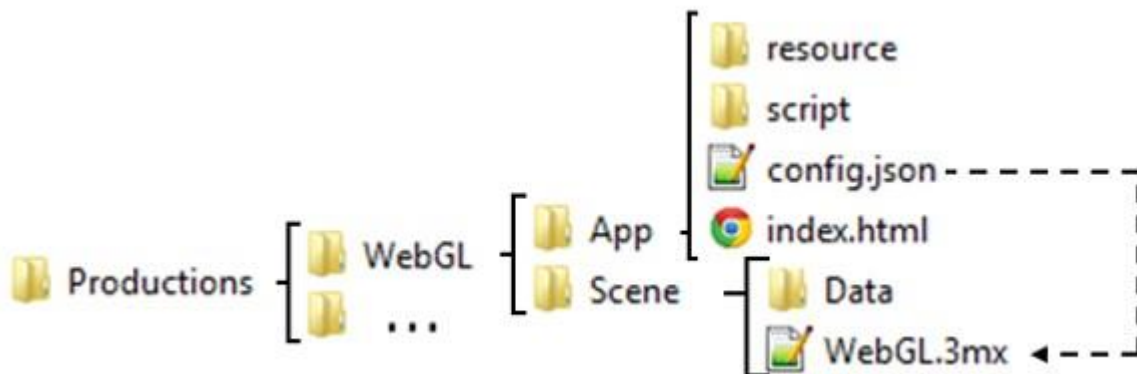 resource
script
config.json
index.html
App
WebGL
Productions
Scene
Data
...
WebGL.3mx